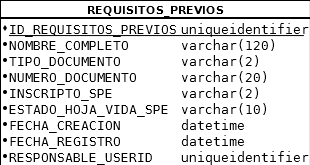 REQUISITOS_PREVIOS
•ID_REQUISITOS_PREVIOS uniqueidentifier
•NOMBRE_COMPLETO varchar(120)
•TIPO_DOCUMENTO varchar(2)
•NUMERO_DOCUMENTO varchar(20)
•INSCRIPTO_SPE varchar(2)
•ESTADO_HOJA_VIDA_SPE varchar(10)
•FECHA_CREACION datetime
•FECHA_REGISTRO datetime
•RESPONSABLE_USERID uniqueidentifier